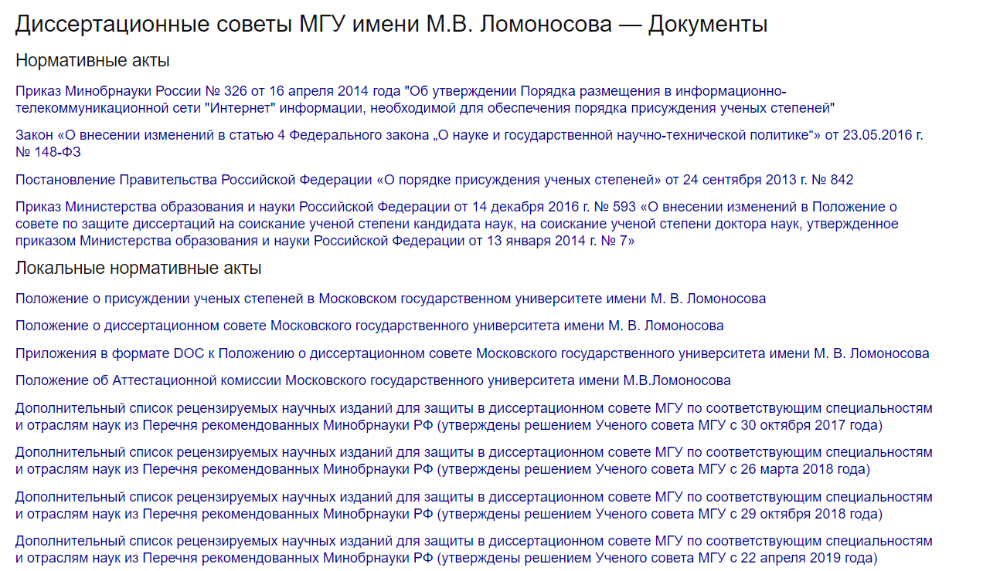 Диссертационные советы МГУ имени М.В. Ломоносова — Документы
Нормативные акты
Приказ Минобрнауки России № 326 от 16 апреля 2014 года "Об утверждении Порядка размещения в информационно-
телекоммуникационной сети "Интернет" информации, необходимой для обеспечения порядка присуждения ученых степеней"
Закон «О внесении изменений в статью 4 Федерального закона „О науке и государственной научно-технической политике“» от 23.05.2016 г.
№ 148-ФЗ
Постановление Правительства Российской Федерации «О порядке присуждения ученых степеней» от 24 сентября 2013 г. № 842
Приказ Министерства образования и науки Российской Федерации от 14 декабря 2016 г. № 593 «О внесении изменений в Положение о
совете по защите диссертаций на соискание ученой степени кандидата наук, на соискание ученой степени доктора наук, утвержденное
приказом Министерства образования и науки Российской Федерации от 13 января 2014 г. № 7»
Локальные нормативные акты
Положение о присуждении ученых степеней в Московском государственном университете имени М. В. Ломоносова
Положение о диссертационном совете Московского государственного университета имени М. В. Ломоносова
Приложения в формате DOC к Положению о диссертационном совете Московского государственного университета имени М. В. Ломоносова
Положение об Аттестационной комиссии Московского государственного университета имени М.В.Ломоносова
Дополнительный список рецензируемых научных изданий для защиты в диссертационном совете МГУ по соответствующим специальностям
и отраслям наук из Перечня рекомендованных Минобрнауки РФ (утверждены решением Ученого совета МГУ с 30 октября 2017 года)
Дополнительный список рецензируемых научных изданий для защиты в диссертационном совете МГУ по соответствующим специальностям
и отраслям наук из Перечня рекомендованных Минобрнауки РФ (утверждены решением Ученого совета МГУ с 26 марта 2018 года)
Дополнительный список рецензируемых научных изданий для защиты в диссертационном совете МГУ по соответствующим специальностям
и отраслям наук из Перечня рекомендованных Минобрнауки РФ (утверждены решением Ученого совета МГУ с 29 октября 2018 года)
Дополнительный список рецензируемых научных изданий для защиты в диссертационном совете МГУ по соответствующим специальностям
и отраслям наук из Перечня рекомендованных Минобрнауки РФ (утверждены решением Ученого совета МГУ с 22 апреля 2019 года)